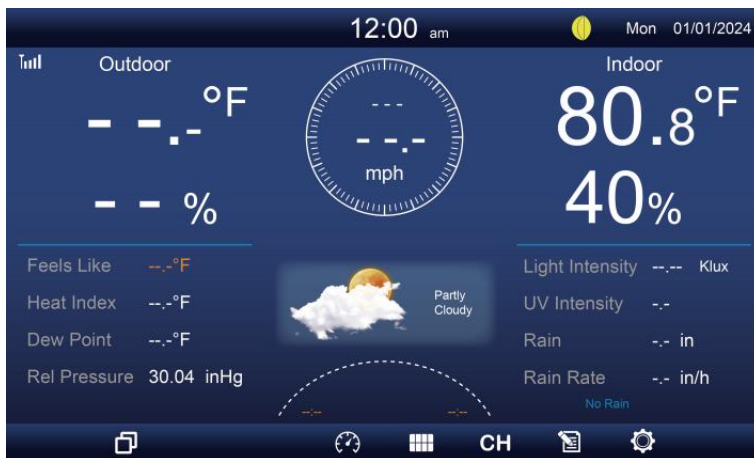 12:00 am
Mon 01/01/2024
Outdoor
--.-°F
-- %
---
--.-
mph
Indoor
80.8°F
40%
Feels Like --.-°F
Heat Index --.-°F
Dew Point --.-°F
Rel Pressure 30.04 inHg
Partly
Cloudy
--:--
--:--
Light Intensity --.-- Klux
UV Intensity -.-
Rain -.- in
Rain Rate -.- in/h
No Rain
CH